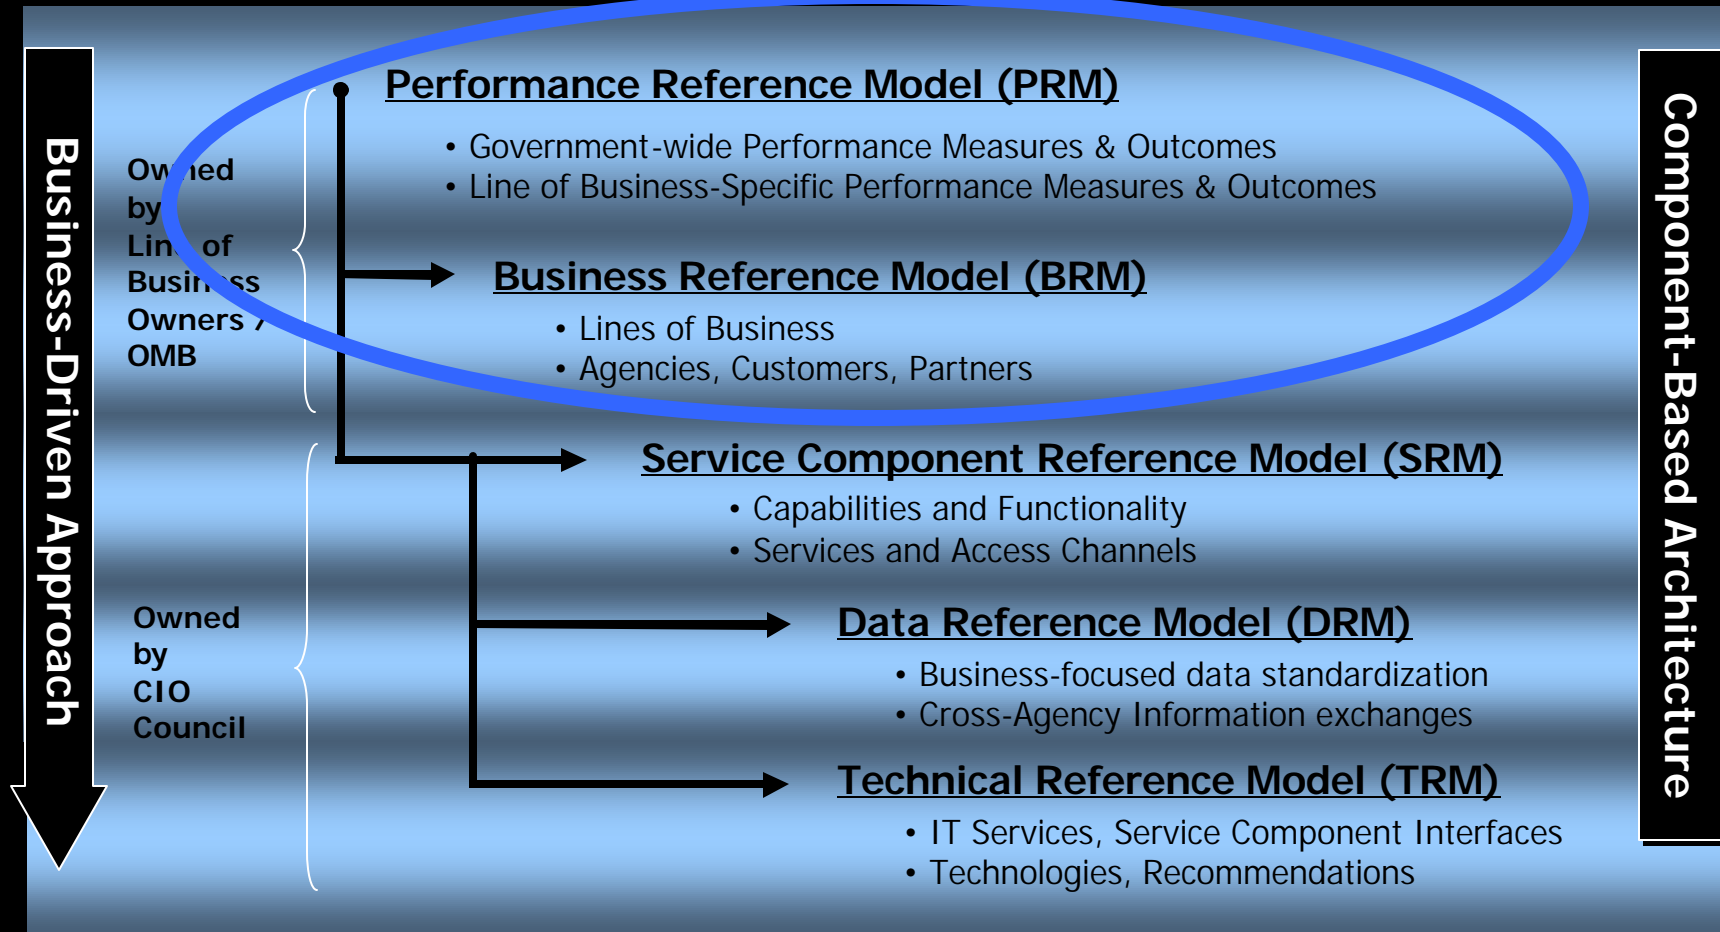 Business-Driven Approach
Owned
by
Line of
Business
Owners /
OMB
Performance Reference Model (PRM)
• Government-wide Performance Measures & Outcomes
• Line of Business-Specific Performance Measures & Outcomes
Business Reference Model (BRM)
• Lines of Business
• Agencies, Customers, Partners
Owned
by
CIO
Council
Service Component Reference Model (SRM)
• Capabilities and Functionality
• Services and Access Channels
Data Reference Model (DRM)
• Business-focused data standardization
• Cross-Agency Information exchanges
Technical Reference Model (TRM)
• IT Services, Service Component Interfaces
• Technologies, Recommendations
Component-Based Architecture